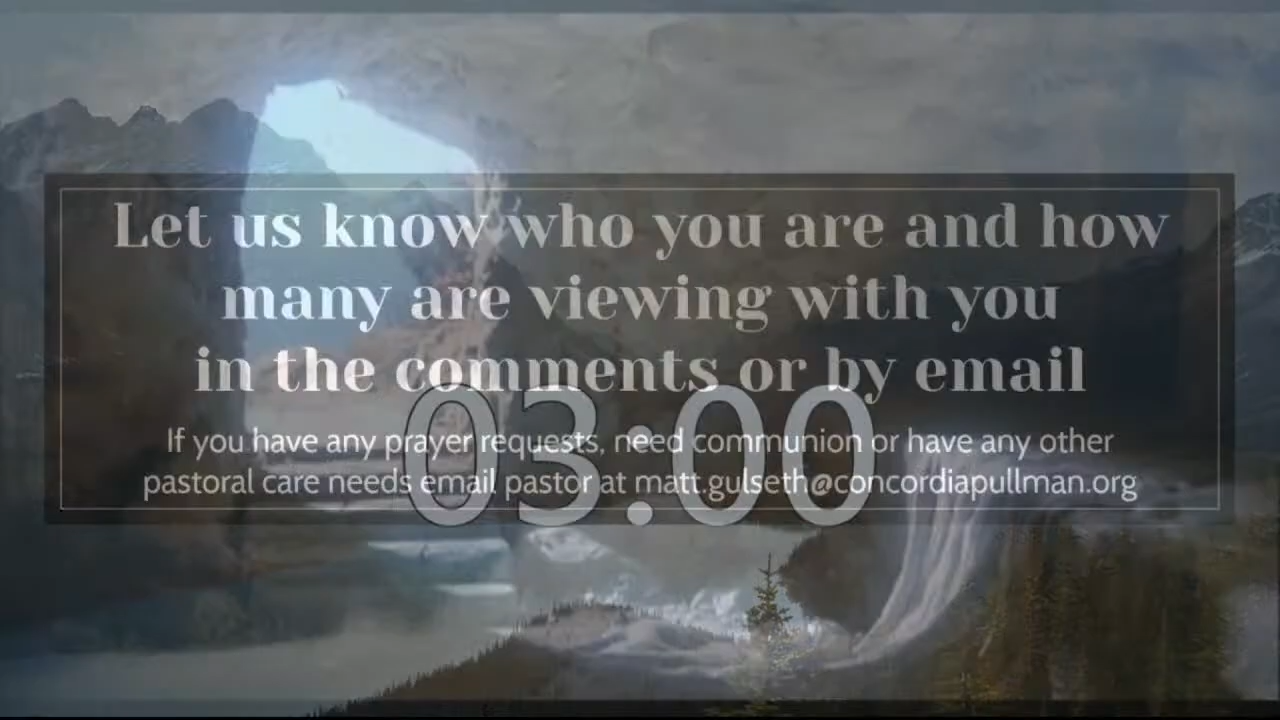 Let us know who you are and how
many are viewing with you
in the comments or by email
03:00
If you have any prayer requests, need communion or have any other
pastoral care needs email pastor at matt.gulseth@concordiapullman.org